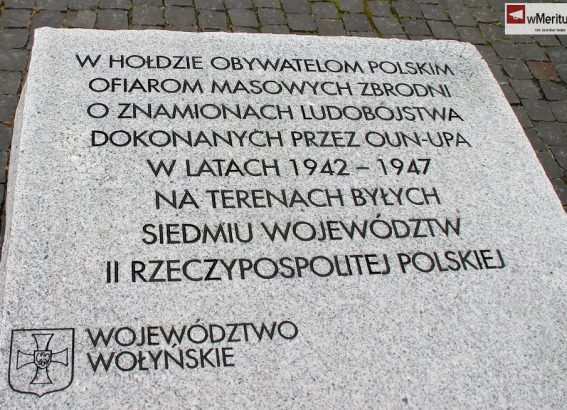 wMeritu
W HOŁDZIE OBYWATELOM POLSKIM
OFIAROM MASOWYCH ZBRODNI
O ZNAMIONACH LUDOBÓJSTWA
DOKONANYCH PRZEZ OUN-UPA
W LATACH 1942 – 1947
NA TERENACH BYŁYCH
SIEDMIU WOJEWÓDZTW
II RZECZYPOSPOLITEJ POLSKIEJ
WOJEWÓDZTWO
WOŁYŃSKIE